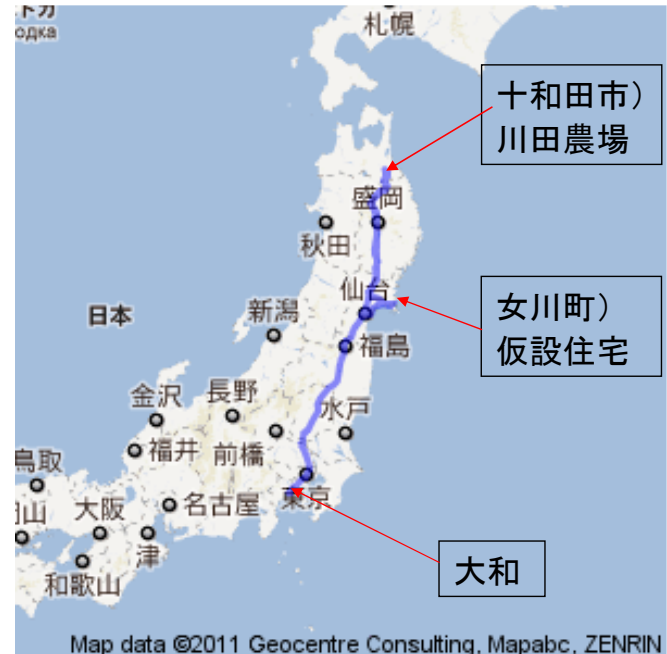 札幌
十和田市）
川田農場
盛岡
秋田
仙台
女川町）
仮設住宅
日本
新潟
福島
金沢
長野
水戸
福井
前橋
鳥取
名古屋
東京
大阪
津
大和
和歌山
Map data ©2011 Geocentre Consulting, Mapabc, ZENRIN